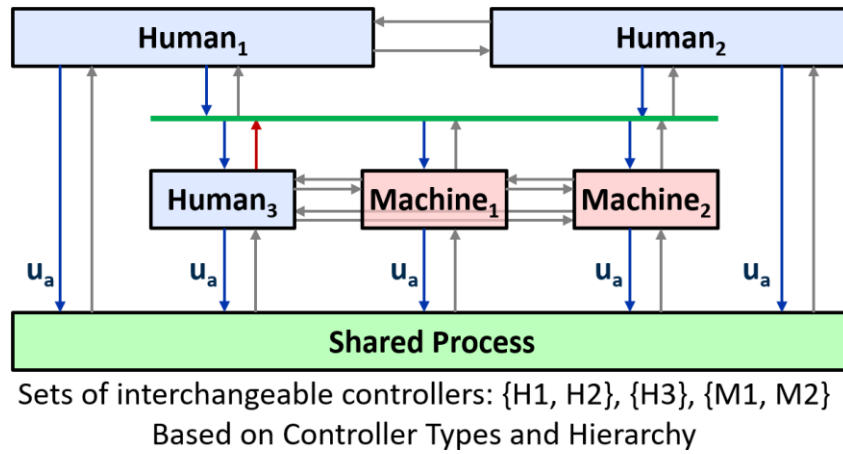 Human₁ Human₂
Human₃ Machine₁ Machine₂
uₐ uₐ uₐ uₐ uₐ
Shared Process
Sets of interchangeable controllers: {H1, H2}, {H3}, {M1, M2}
Based on Controller Types and Hierarchy